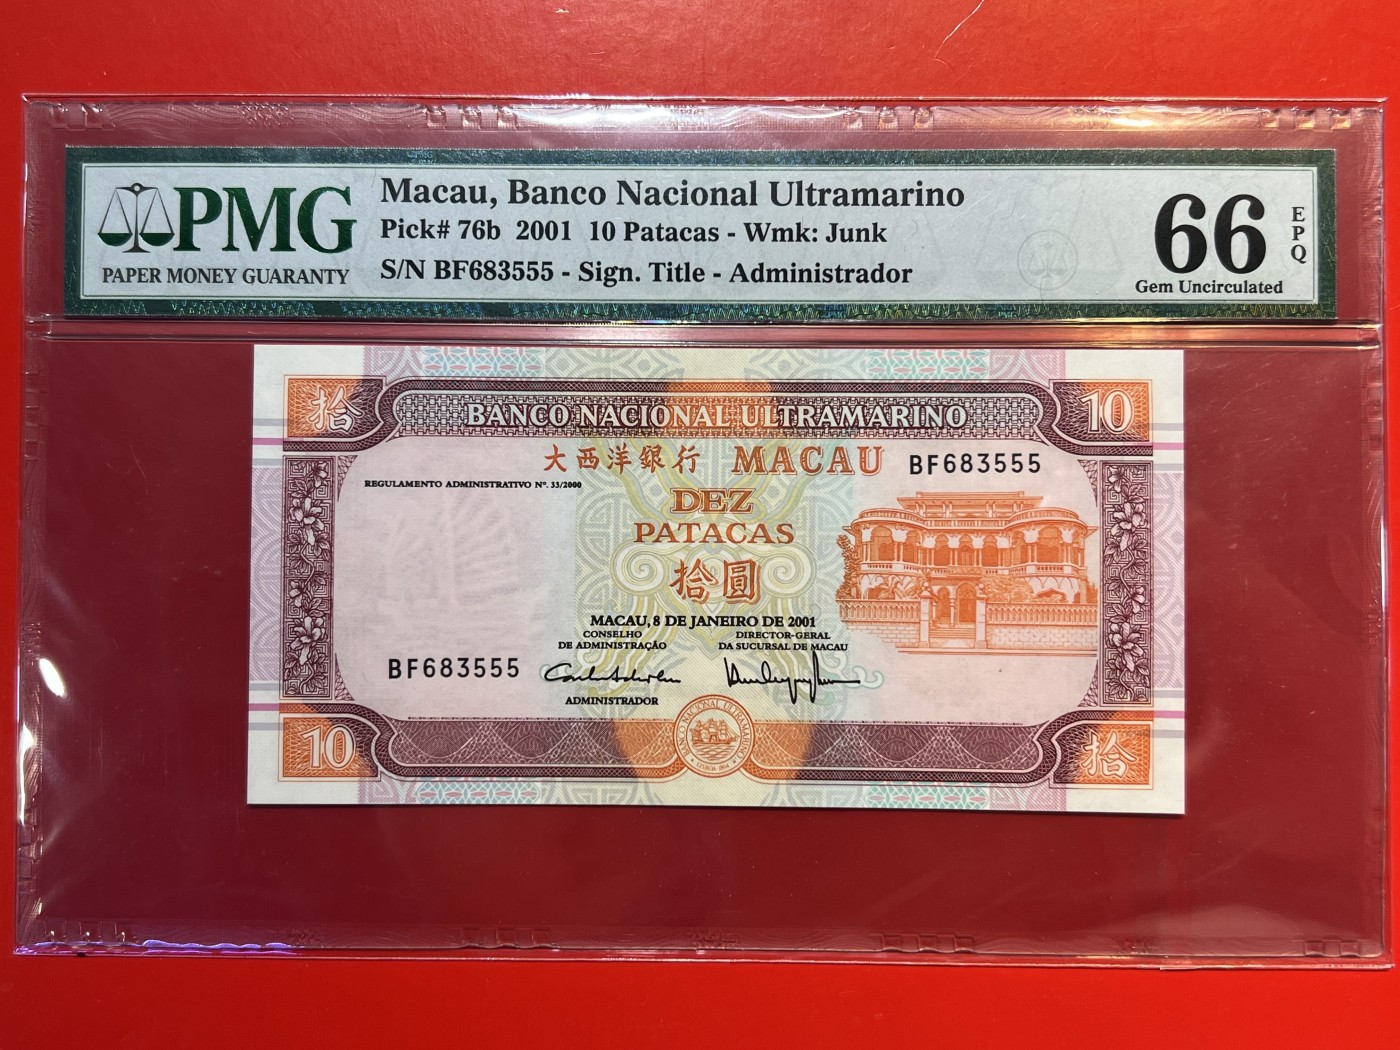 PMG
PAPER MONEY GUARANTY
Macau, Banco Nacional Ultramarino
Pick# 76b 2001 10 Patacas - Wmk: Junk
S/N BF683555 - Sign. Title - Administrador
66
EPQ
Gem Uncirculated
拾
BANCO NACIONAL ULTRAMARINO
10
大西洋銀行 MACAU BF683555
REGULAMENTO ADMINISTRATIVO Nº. 33/2000
DEZ
PATACAS
拾圓
MACAU, 8 DE JANEIRO DE 2001
CONSELHO
DE ADMINISTRAÇÃO
DIRECTOR-GERAL
DA SUCURSAL DE MACAU
BF683555
ADMINISTRADOR
10
BANCO NACIONAL ULTRAMARINO
拾